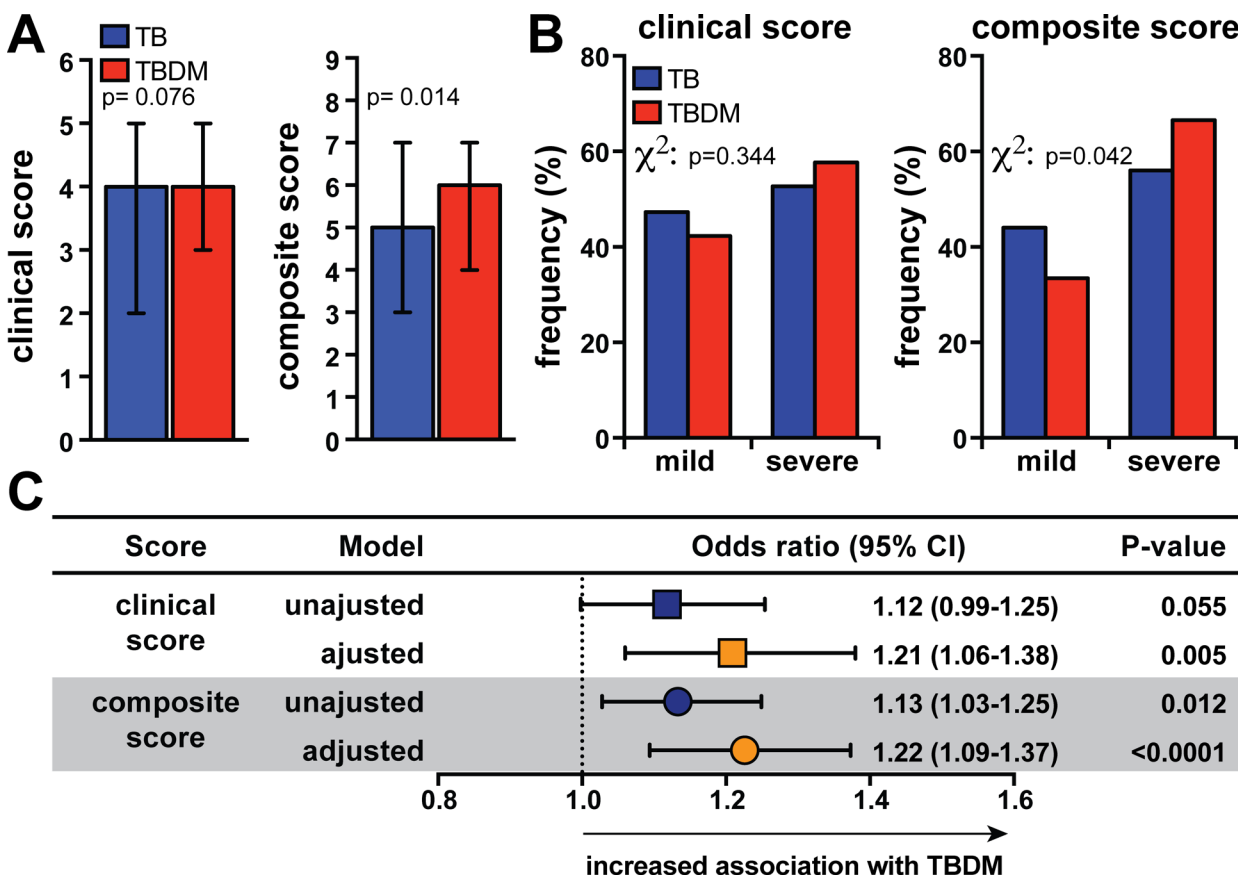 A
TB
TBDM
p= 0.076
clinical score
6
5
4
3
2
1
0
p= 0.014
composite score
9
8
7
6
5
4
3
2
1
0
B
clinical score
TB
TBDM
χ²: p=0.344
frequency (%)
80
60
40
20
0
mild severe
composite score
χ²: p=0.042
frequency (%)
80
60
40
20
0
mild severe
C
Score Model Odds ratio (95% CI) P-value
clinical
score
unajusted 1.12 (0.99-1.25) 0.055
ajusted 1.21 (1.06-1.38) 0.005
composite
score
unajusted 1.13 (1.03-1.25) 0.012
adjusted 1.22 (1.09-1.37) <0.0001
0.8 1.0 1.2 1.4 1.6
increased association with TBDM